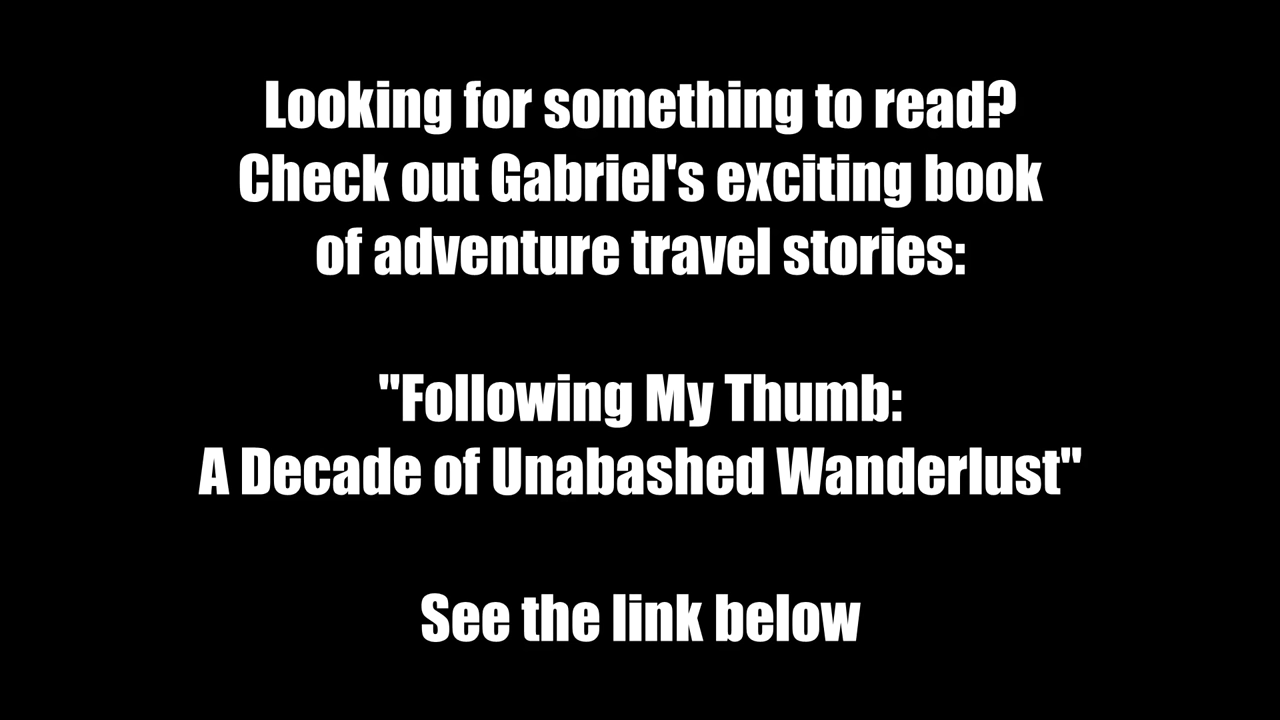 Looking for something to read?
Check out Gabriel's exciting book
of adventure travel stories:
"Following My Thumb:
A Decade of Unabashed Wanderlust"
See the link below